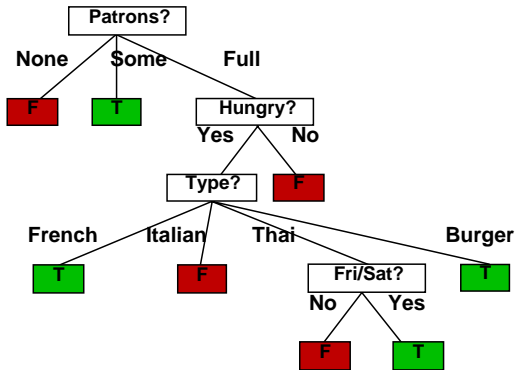 Patrons?
None Some Full
F T Hungry?
Yes No
Type? F
French Italian Thai Burger
T F Fri/Sat? T
No Yes
F T